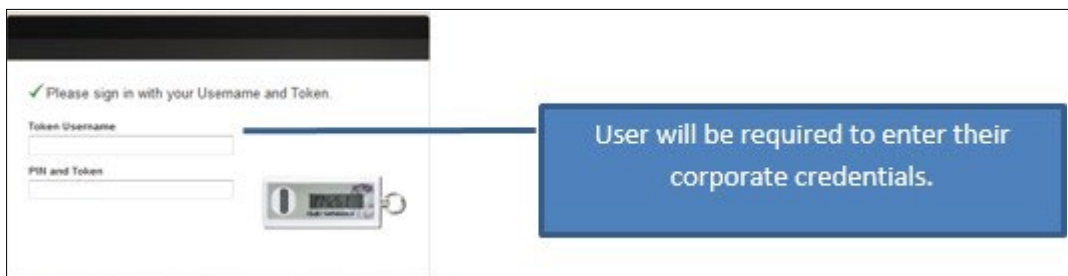 Please sign in with your Username and Token.
Token Username
PIN and Token
User will be required to enter their
corporate credentials.